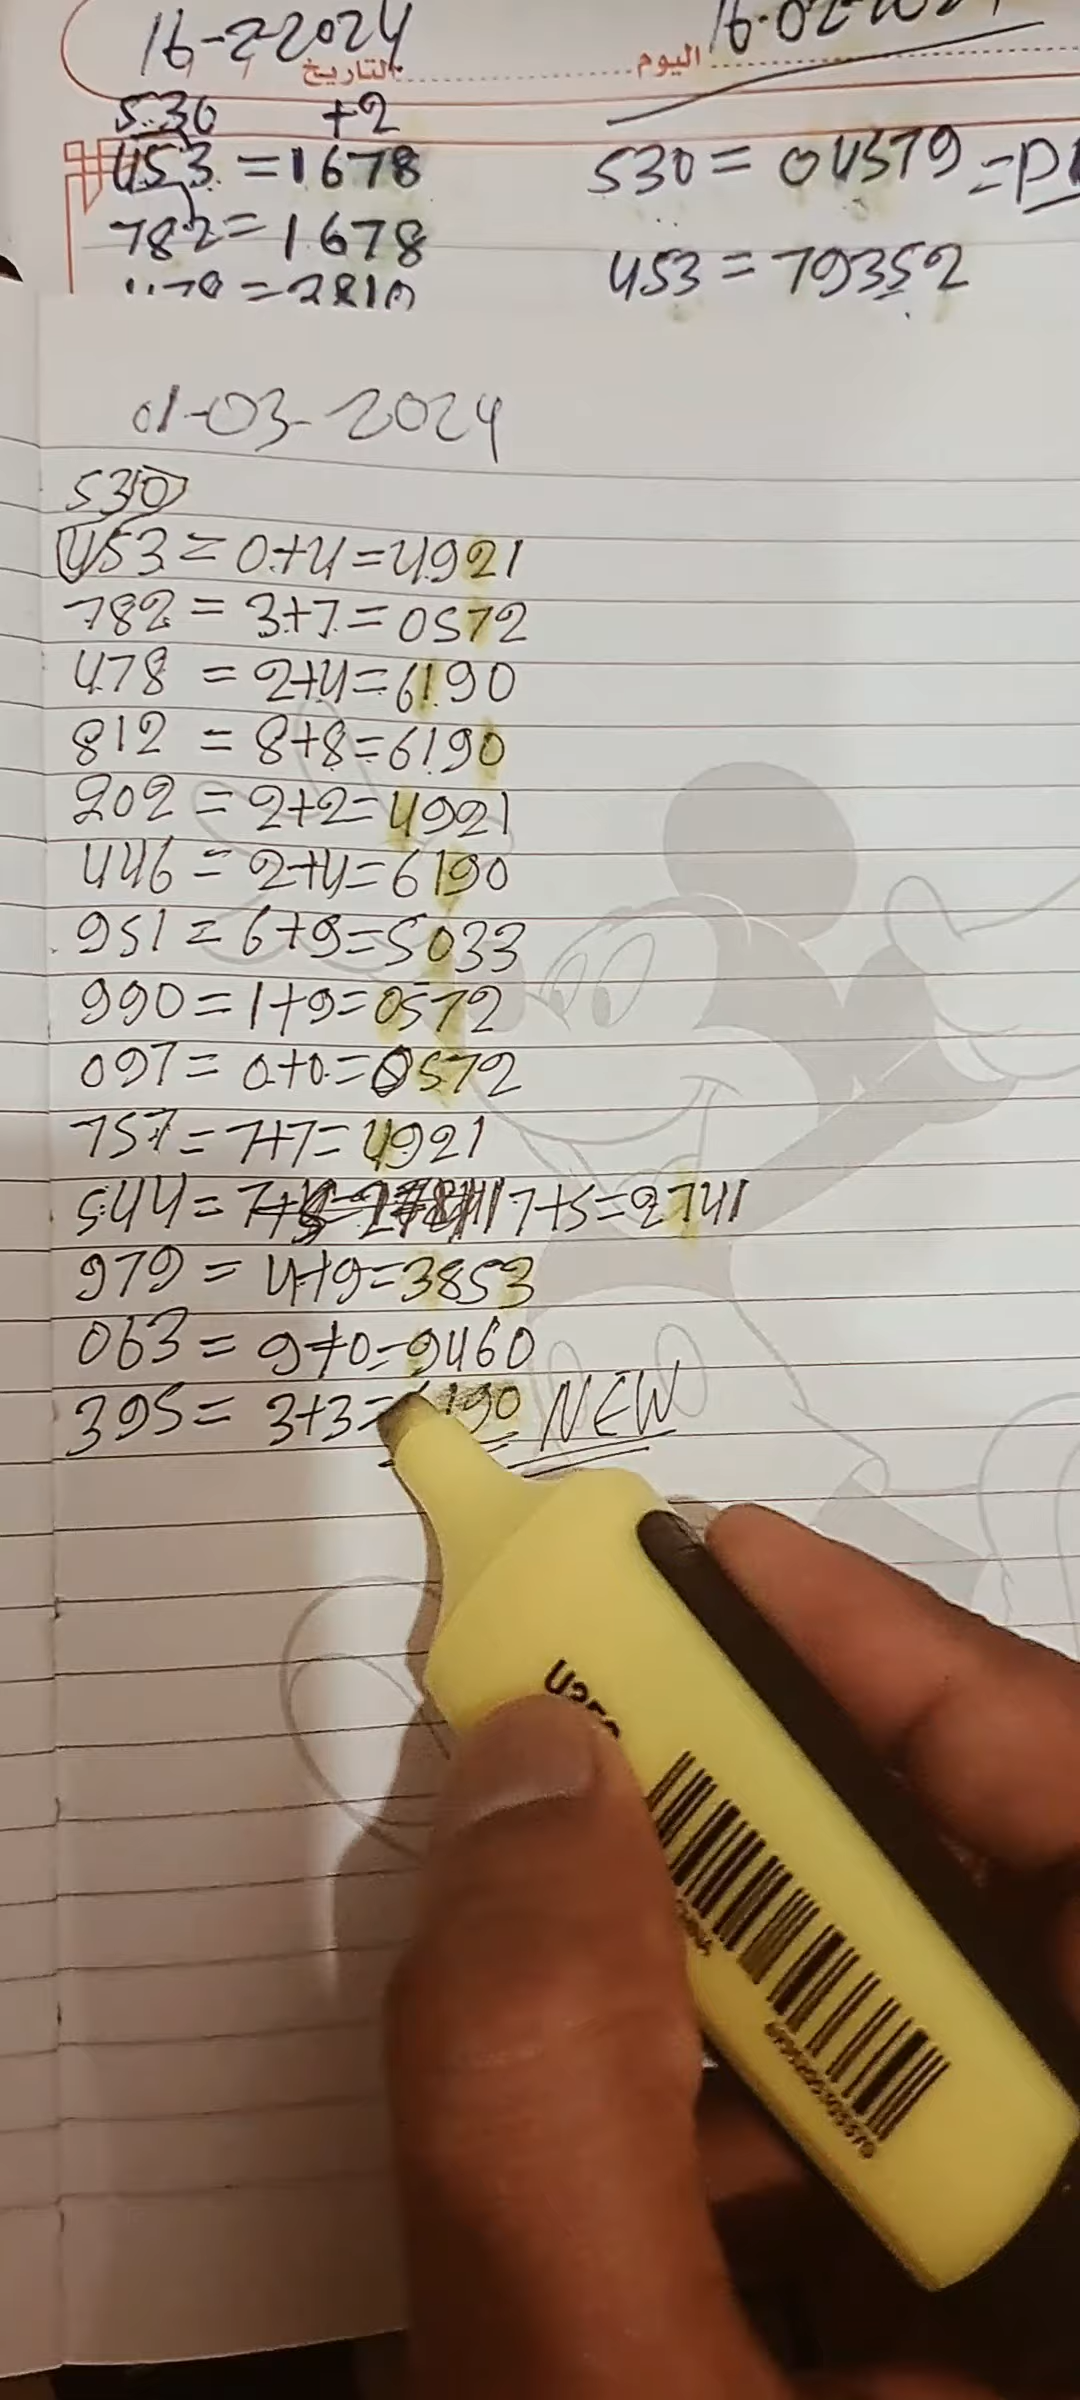 16-2-2024 التاريخ
اليوم
530 +2
453 = 1678
782 = 1678
530 = 04579 =
453 = 79352
01-03-2024
530
453 = 0+4=4921
782 = 3+7=0572
478 = 2+4=6190
812 = 8+8=6190
202 = 2+2=4921
446 = 2+4=6190
951 = 6+9=5033
990 = 1+9=0572
097 = 0+0=0572
757 = 7+7=4921
544 = 7+5=2741
979 = 4+9=3853
063 = 9+0=9460
395 = 3+3= 190 NEW